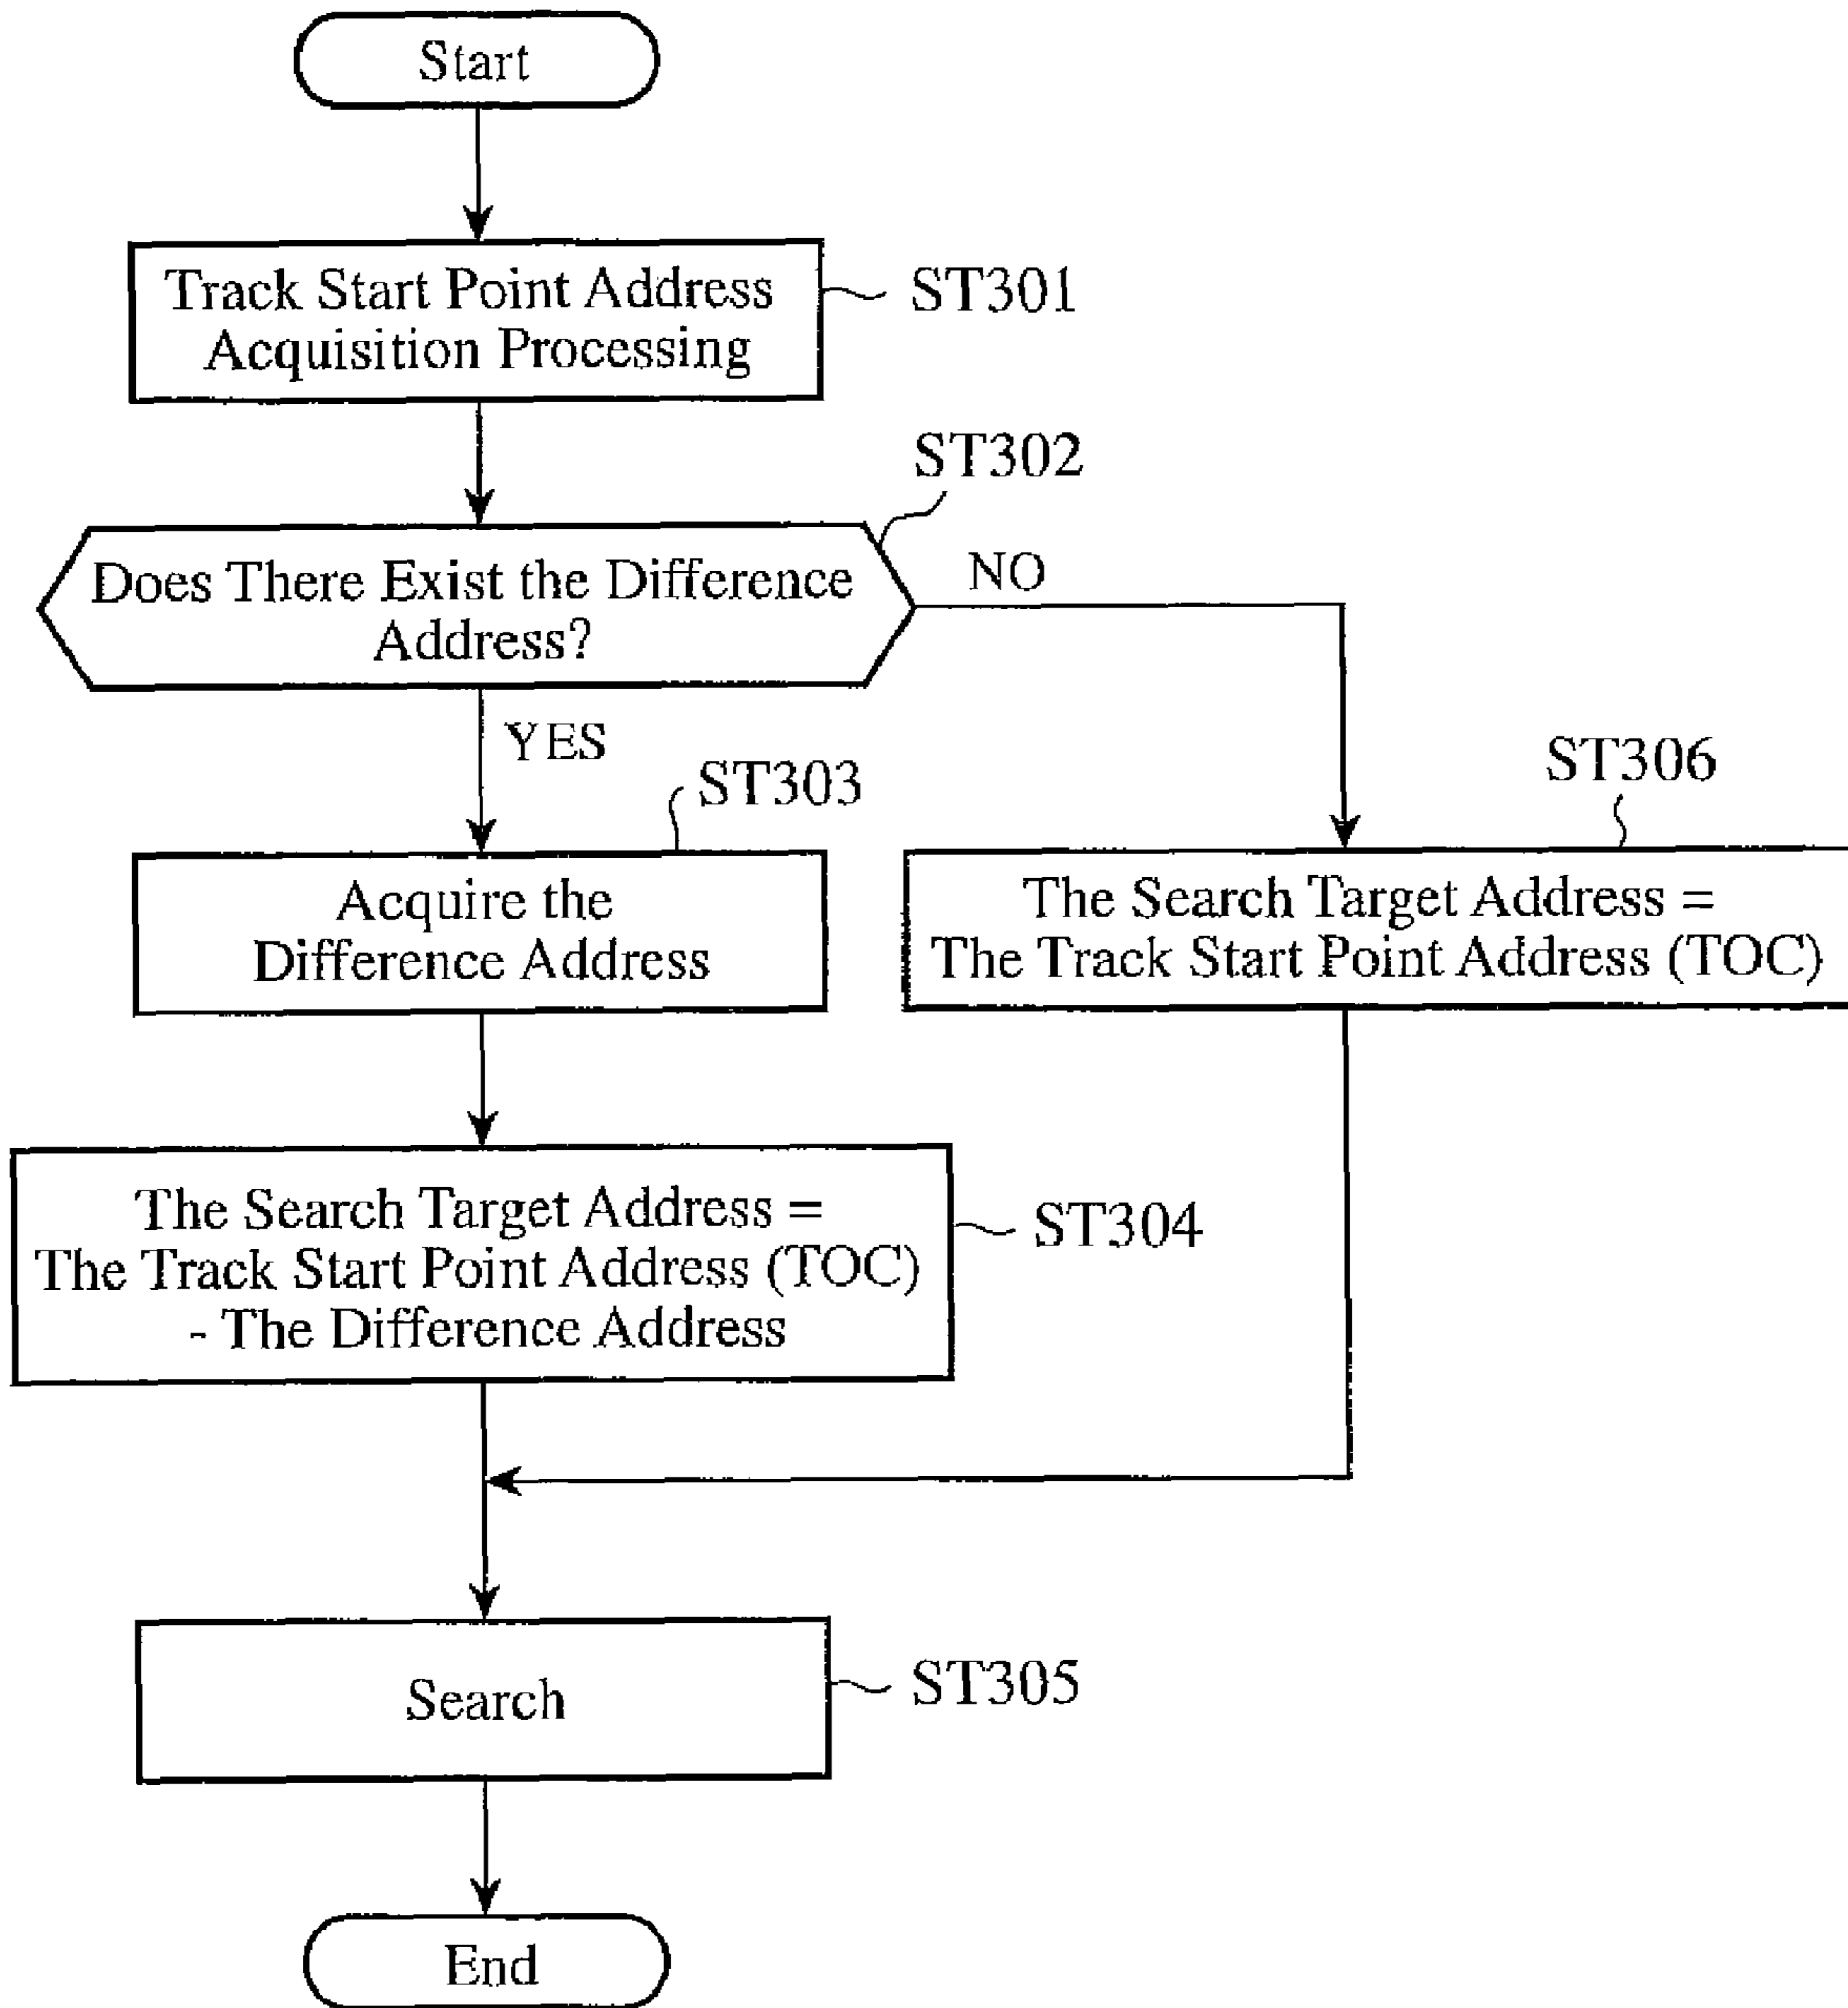 Start
Track Start Point Address
Acquisition Processing
ST301
ST302
Does There Exist the Difference
Address?
NO
YES
ST303
ST306
Acquire the
Difference Address
The Search Target Address =
The Track Start Point Address (TOC)
The Search Target Address =
The Track Start Point Address (TOC)
- The Difference Address
ST304
Search
ST305
End